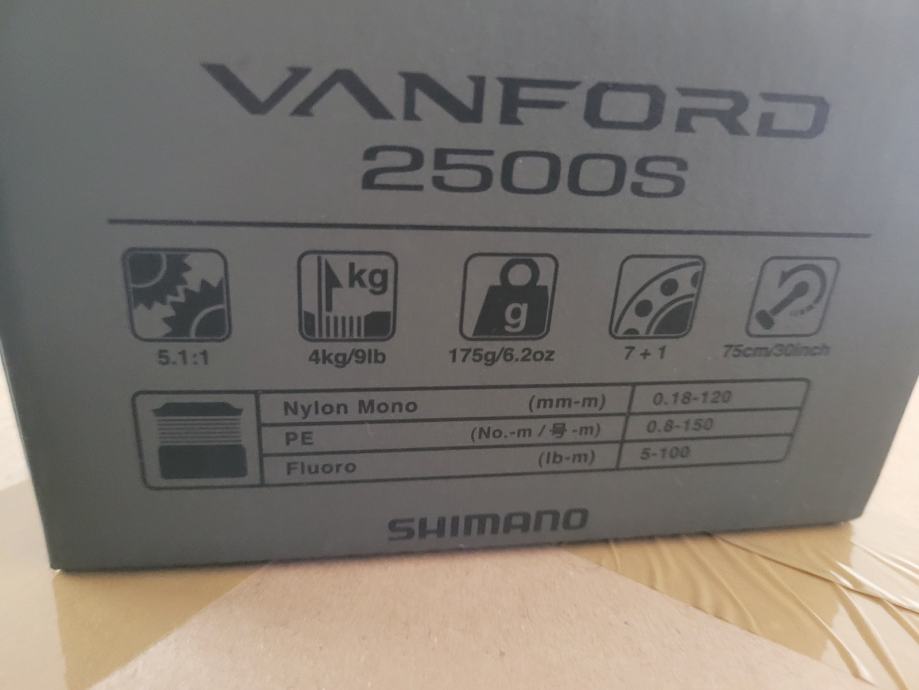 VANFORD
2500S
kg
g
5.1:1 4kg/9lb 175g/6.2oz 7+1 75cm/30inch
Nylon Mono (mm-m) 0.18-120
PE (No.-m / 号 -m) 0.8-150
Fluoro (lb-m) 5-100
SHIMANO